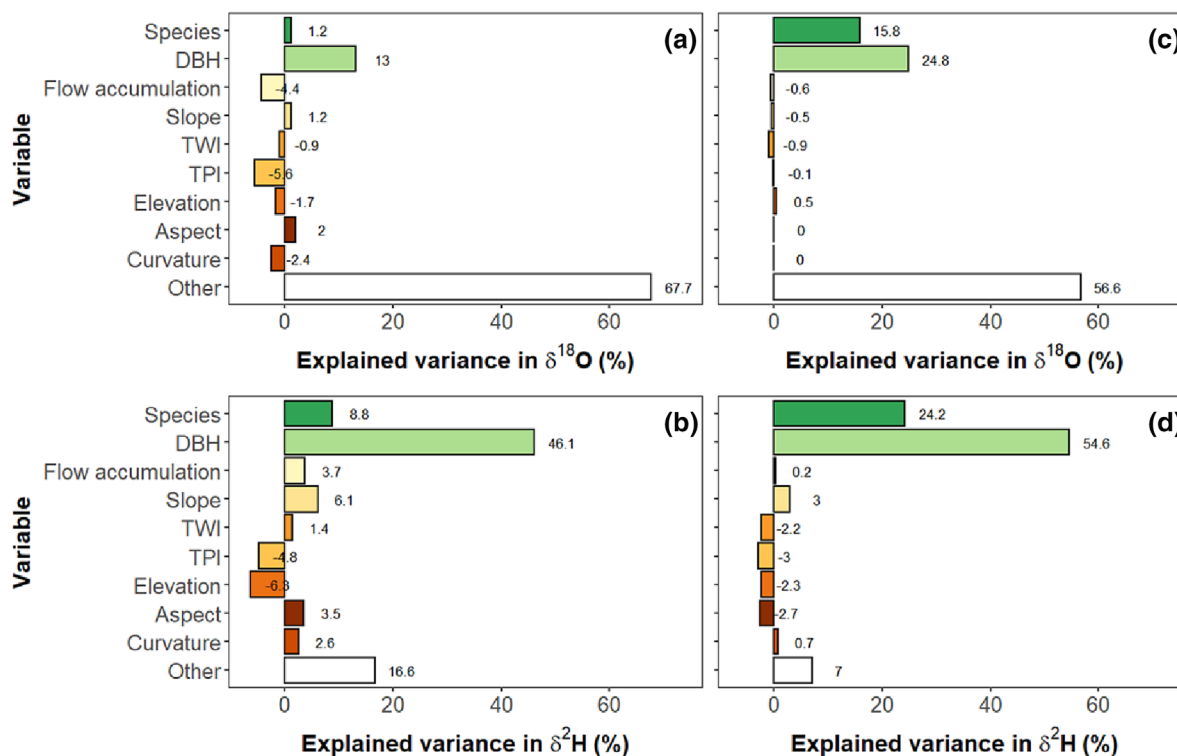 Variable
Species 1.2 (a)
DBH 13
Flow accumulation -4.4
Slope 1.2
TWI -0.9
TPI -5.6
Elevation -1.7
Aspect 2
Curvature -2.4
Other 67.7
0 20 40 60
Explained variance in δ¹⁸O (%)
15.8 (c)
24.8
-0.6
-0.5
-0.9
-0.1
0.5
0
0
56.6
0 20 40 60
Explained variance in δ¹⁸O (%)
Variable
Species 8.8 (b)
DBH 46.1
Flow accumulation 3.7
Slope 6.1
TWI 1.4
TPI -4.8
Elevation -6.3
Aspect 3.5
Curvature 2.6
Other 16.6
0 20 40 60
Explained variance in δ²H (%)
24.2 (d)
54.6
0.2
3
-2.2
-3
-2.3
-2.7
0.7
7
0 20 40 60
Explained variance in δ²H (%)